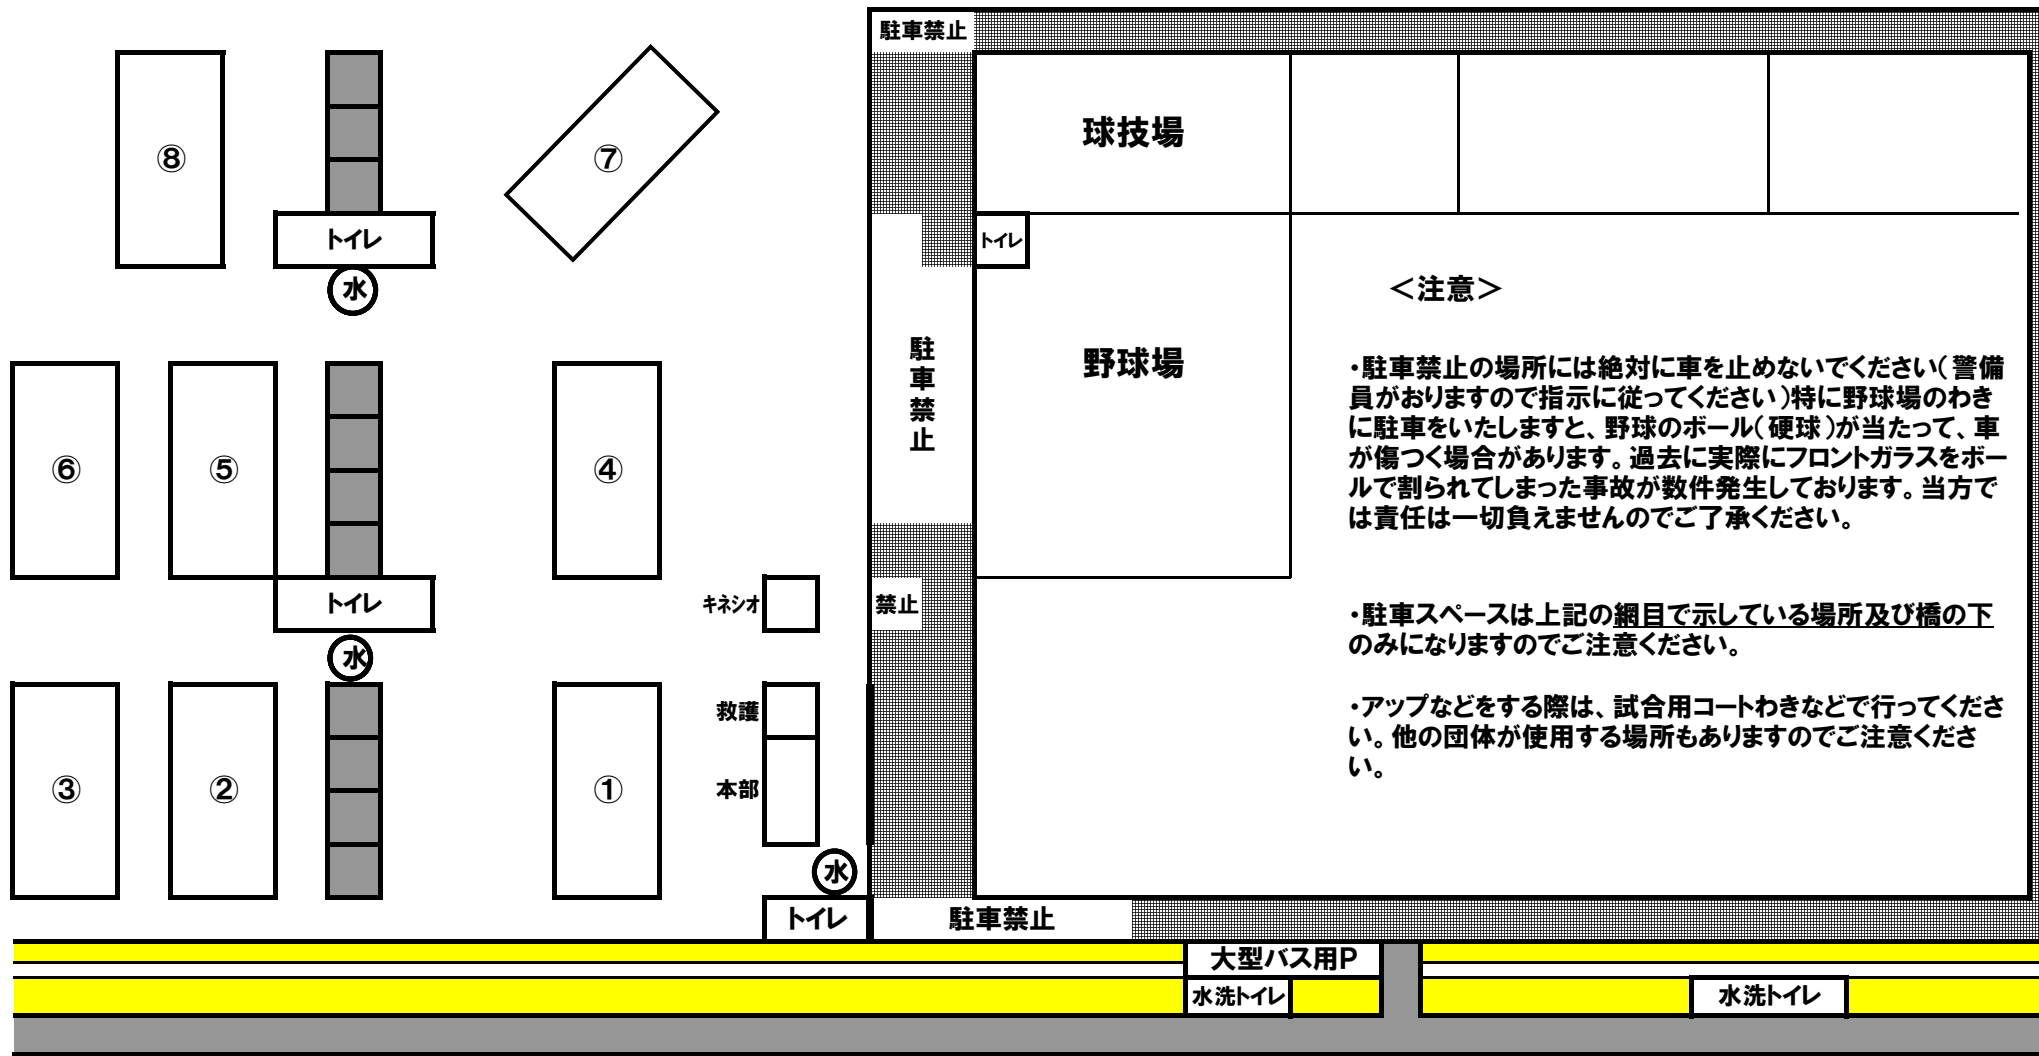 駐車禁止
球技場
⑧
⑦
トイレ
トイレ
水
＜注意＞
駐車禁止
野球場
・駐車禁止の場所には絶対に車を止めないでください（警備
員がおりますので指示に従ってください）特に野球場のわき
に駐車をいたしますと、野球のボール（硬球）が当たって、車
が傷つく場合があります。過去に実際にフロントガラスをボー
ルで割られてしまった事故が数件発生しております。当方で
は責任は一切負えませんのでご了承ください。
⑥
⑤
④
トイレ
キネシオ
禁止
・駐車スペースは上記の網目で示している場所及び橋の下
のみになりますのでご注意ください。
水
救護
・アップなどをする際は、試合用コートわきなどで行ってくださ
い。他の団体が使用する場所もありますのでご注意くださ
い。
③
②
①
本部
水
トイレ
駐車禁止
大型バス用P
水洗トイレ
水洗トイレ